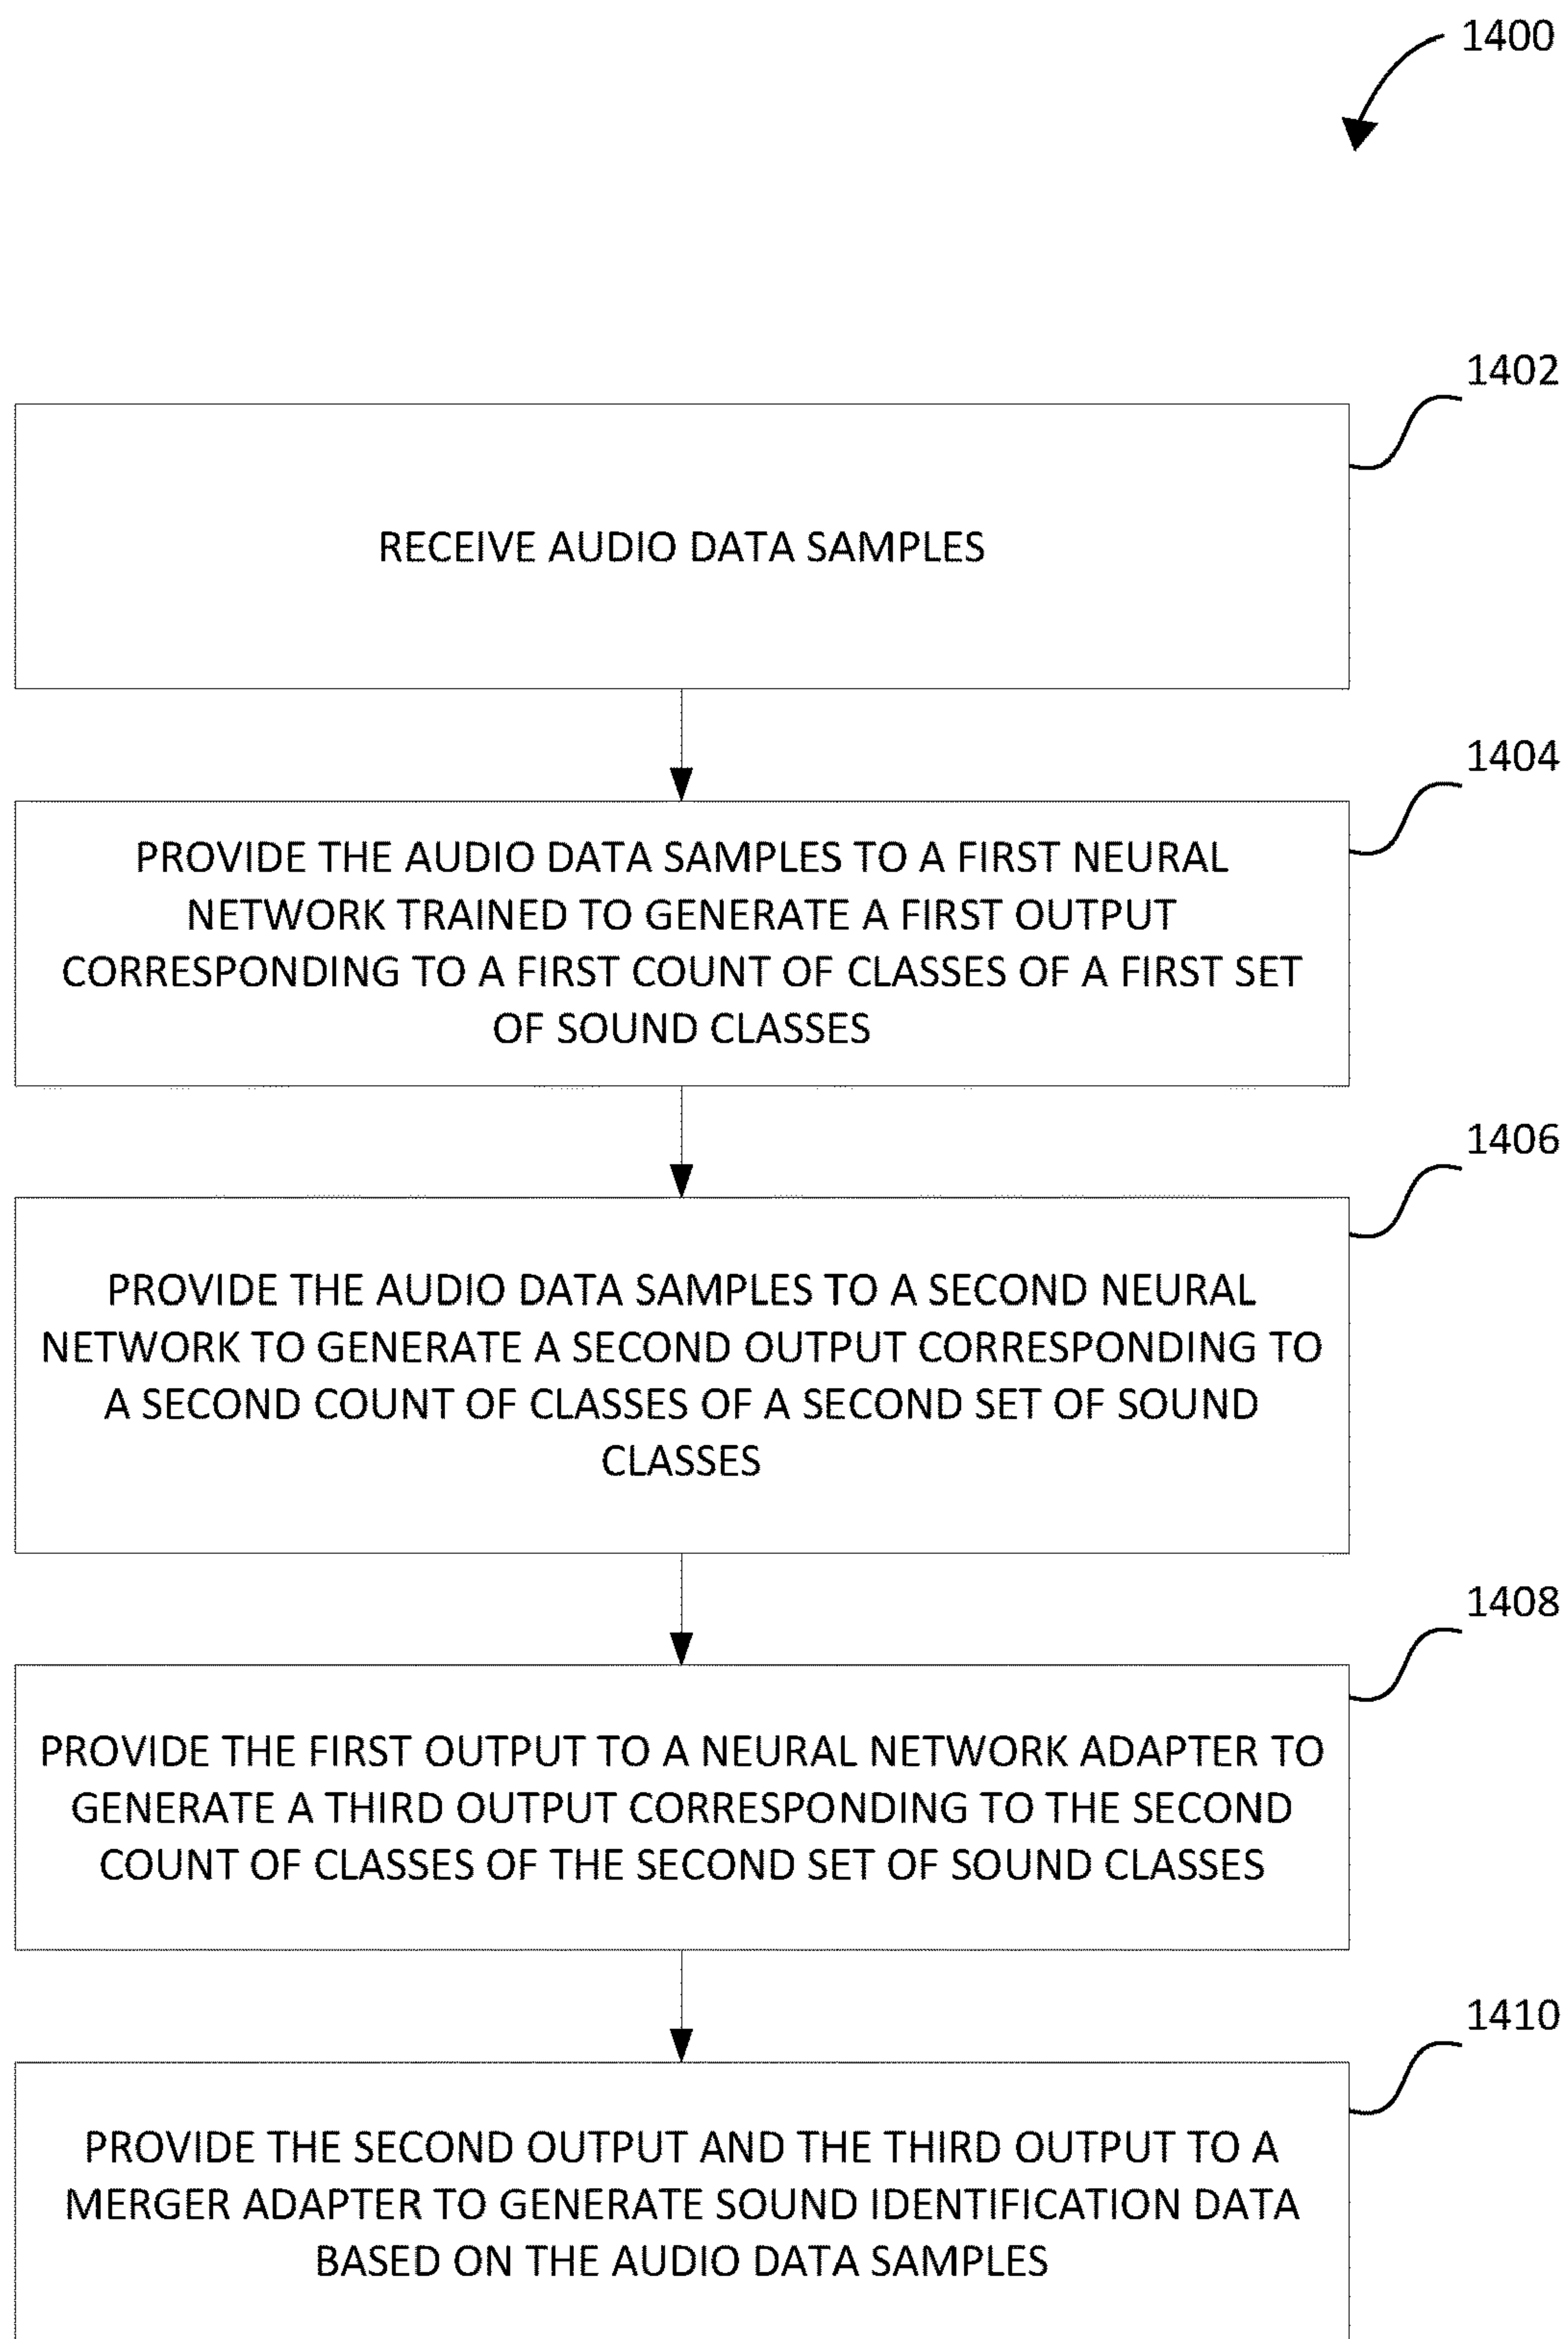 1400
1402
RECEIVE AUDIO DATA SAMPLES
1404
PROVIDE THE AUDIO DATA SAMPLES TO A FIRST NEURAL
NETWORK TRAINED TO GENERATE A FIRST OUTPUT
CORRESPONDING TO A FIRST COUNT OF CLASSES OF A FIRST SET
OF SOUND CLASSES
1406
PROVIDE THE AUDIO DATA SAMPLES TO A SECOND NEURAL
NETWORK TO GENERATE A SECOND OUTPUT CORRESPONDING TO
A SECOND COUNT OF CLASSES OF A SECOND SET OF SOUND
CLASSES
1408
PROVIDE THE FIRST OUTPUT TO A NEURAL NETWORK ADAPTER TO
GENERATE A THIRD OUTPUT CORRESPONDING TO THE SECOND
COUNT OF CLASSES OF THE SECOND SET OF SOUND CLASSES
1410
PROVIDE THE SECOND OUTPUT AND THE THIRD OUTPUT TO A
MERGER ADAPTER TO GENERATE SOUND IDENTIFICATION DATA
BASED ON THE AUDIO DATA SAMPLES